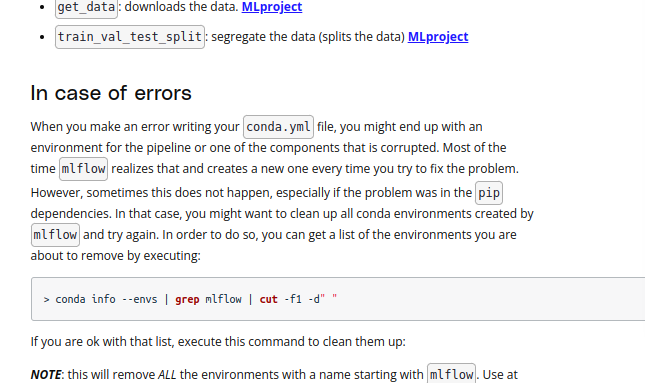 • get_data: downloads the data. MLproject
• train_val_test_split: segregate the data (splits the data) MLproject
In case of errors
When you make an error writing your conda.yml file, you might end up with an
environment for the pipeline or one of the components that is corrupted. Most of the
time mlflow realizes that and creates a new one every time you try to fix the problem.
However, sometimes this does not happen, especially if the problem was in the pip
dependencies. In that case, you might want to clean up all conda environments created by
mlflow and try again. In order to do so, you can get a list of the environments you are
about to remove by executing:
> conda info --envs | grep mlflow | cut -f1 -d" "
If you are ok with that list, execute this command to clean them up:
NOTE: this will remove ALL the environments with a name starting with mlflow. Use at